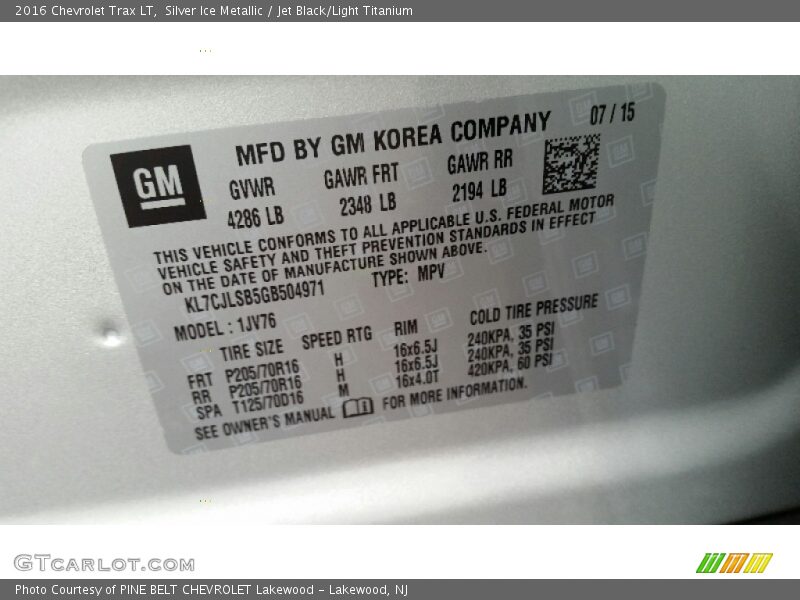 2016 Chevrolet Trax LT,  Silver Ice Metallic / Jet Black/Light Titanium
GM
MFD BY GM KOREA COMPANY 07 / 15
GVWR GAWR FRT GAWR RR
4286 LB 2348 LB 2194 LB
THIS VEHICLE CONFORMS TO ALL APPLICABLE U.S. FEDERAL MOTOR
VEHICLE SAFETY AND THEFT PREVENTION STANDARDS IN EFFECT
ON THE DATE OF MANUFACTURE SHOWN ABOVE.
KL7CJLSB5GB504971 TYPE: MPV
MODEL: 1JV76
TIRE SIZE SPEED RTG RIM COLD TIRE PRESSURE
FRT P205/70R16 H 16x6.5J 240KPA, 35 PSI
RR P205/70R16 H 16x6.5J 240KPA, 35 PSI
SPA T125/70D16 M 16x4.0T 420KPA, 60 PSI
SEE OWNER'S MANUAL FOR MORE INFORMATION.
GTcarlot.com
Photo Courtesy of PINE BELT CHEVROLET Lakewood - Lakewood, NJ